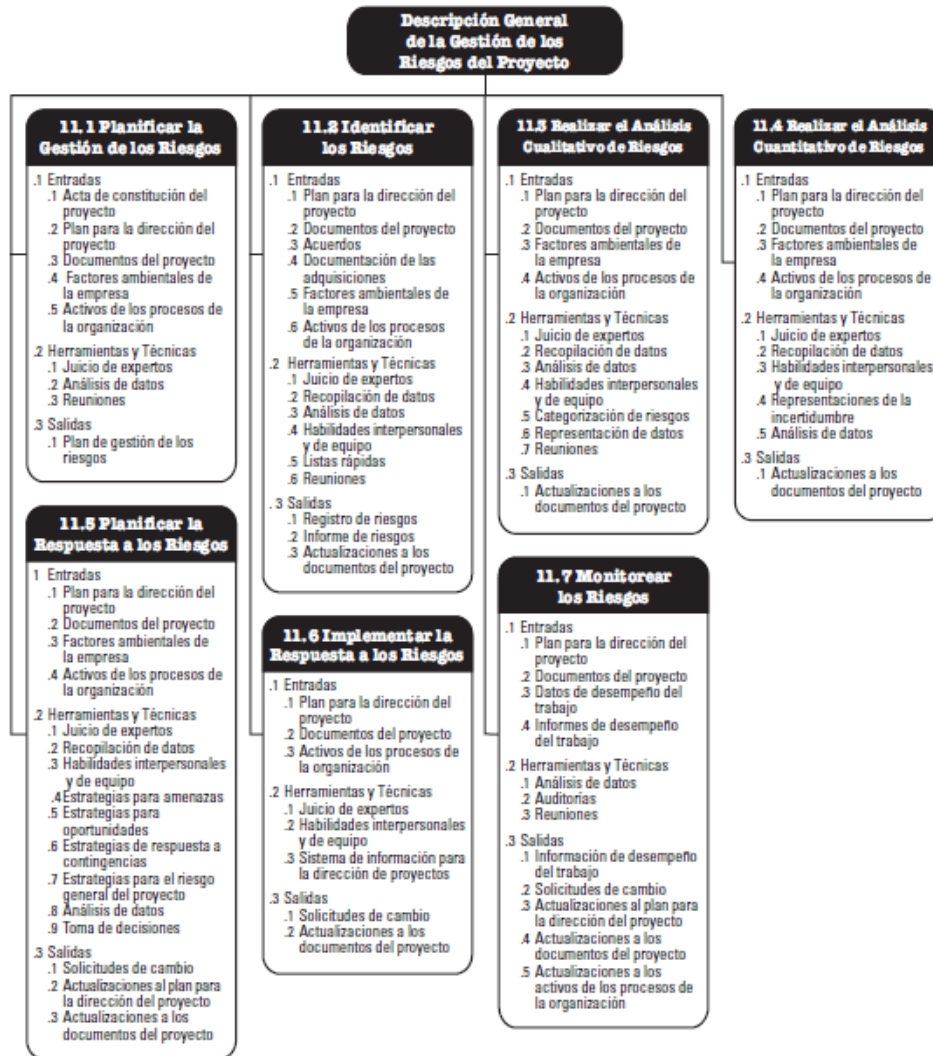 Descripción General
de la Gestión de los
Riesgos del Proyecto
11.1 Planificar la
Gestión de los Riesgos
.1 Entradas
.1 Acta de constitución del
proyecto
.2 Plan para la dirección del
proyecto
.3 Documentos del proyecto
.4 Factores ambientales de
la empresa
.5 Activos de los procesos de
la organización
.2 Herramientas y Técnicas
.1 Juicio de expertos
.2 Análisis de datos
.3 Reuniones
.3 Salidas
.1 Plan de gestión de los
riesgos
11.2 Identificar
los Riesgos
.1 Entradas
.1 Plan para la dirección del
proyecto
.2 Documentos del proyecto
.3 Acuerdos
.4 Documentación de las
adquisiciones
.5 Factores ambientales de
la empresa
.6 Activos de los procesos
de la organización
.2 Herramientas y Técnicas
.1 Juicio de expertos
.2 Recopilación de datos
.3 Análisis de datos
.4 Habilidades interpersonales
y de equipo
.5 Listas rápidas
.6 Reuniones
. 3 Salidas
.1 Registro de riesgos
.2 Informe de riesgos
.3 Actualizaciones a los
documentos del proyecto
11.3 Realizar el Análisis
Cualitativo de Riesgos
.1 Entradas
.1 Plan para la dirección del
proyecto
.2 Documentos del proyecto
.3 Factores ambientales de
la empresa
.4 Activos de los procesos de
la organización
.2 Herramientas y Técnicas
.1 Juicio de expertos
.2 Recopilación de datos
.3 Análisis de datos
.4 Habilidades interpersonales
y de equipo
.5 Categorización de riesgos
.6 Representación de datos
.7 Reuniones
.3 Salidas
.1 Actualizaciones a los
documentos del proyecto
11.4 Realizar el Análisis
Cuantitativo de Riesgos
.1 Entradas
.1 Plan para la dirección del
proyecto
.2 Documentos del proyecto
.3 Factores ambientales de
la empresa
.4 Activos de los procesos de
la organización
.2 Herramientas y Técnicas
.1 Juicio de expertos
.2 Recopilación de datos
.3 Habilidades interpersonales
y de equipo
.4 Representaciones de la
incertidumbre
.5 Análisis de datos
.3 Salidas
.1 Actualizaciones a los
documentos del proyecto
11.5 Planificar la
Respuesta a los Riesgos
1 Entradas
.1 Plan para la dirección del
proyecto
.2 Documentos del proyecto
.3 Factores ambientales de
la empresa
.4 Activos de los procesos de
la organización
.2 Herramientas y Técnicas
.1 Juicio de expertos
.2 Recopilación de datos
.3 Habilidades interpersonales
y de equipo
.4 Estrategias para amenazas
.5 Estrategias para
oportunidades
.6 Estrategias de respuesta a
contingencias
.7 Estrategias para el riesgo
general del proyecto
.8 Análisis de datos
.9 Toma de decisiones
.3 Salidas
.1 Solicitudes de cambio
.2 Actualizaciones al plan para
la dirección del proyecto
.3 Actualizaciones a los
documentos del proyecto
11.6 Implementar la
Respuesta a los Riesgos
.1 Entradas
.1 Plan para la dirección del
proyecto
.2 Documentos del proyecto
.3 Activos de los procesos de
la organización
.2 Herramientas y Técnicas
.1 Juicio de expertos
.2 Habilidades interpersonales
y de equipo
.3 Sistema de información para
la dirección de proyectos
.3 Salidas
.1 Solicitudes de cambio
.2 Actualizaciones a los
documentos del proyecto
11.7 Monitorear
los Riesgos
.1 Entradas
.1 Plan para la dirección del
proyecto
.2 Documentos del proyecto
.3 Datos de desempeño del
trabajo
.4 Informes de desempeño
del trabajo
.2 Herramientas y Técnicas
.1 Análisis de datos
.2 Auditorías
.3 Reuniones
.3 Salidas
.1 Información de desempeño
del trabajo
.2 Solicitudes de cambio
.3 Actualizaciones al plan para
la dirección del proyecto
.4 Actualizaciones a los
documentos del proyecto
.5 Actualizaciones a los
activos de los procesos de
la organización